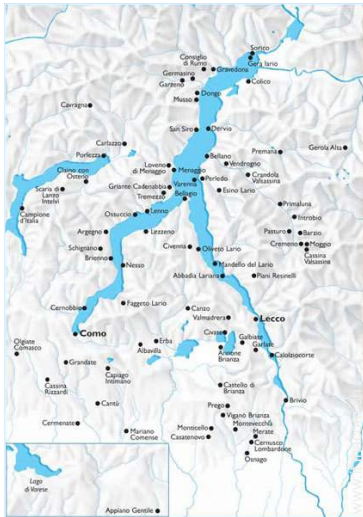 Sorico
Gera Lario
Consiglio
di Rumo
Gravedona
Germasino
Garzeno
Colico
Dongo
Musso
Cavragna
San Siro
Dervio
Carlazzo
Porlezza
Bellano
Premana
Gerola Alta
Vendrogno
Loveno
di Menaggio
Menaggio
Claino con
Osteno
Perledo
Crandola
Valsassina
Varenna
Griante Cadenabbia
Scaria di
Lanzo
Intelvi
Tremezzo
Esino Lario
Bellagio
Campione
d'Italia
Lenno
Ossuccio
Primaluna
Introbio
Argegno
Lezzeno
Pasturo
Barzio
Cremeno
Moggio
Cassina
Valsassina
Schignano
Civenna
Oliveto Lario
Brienno
Nesso
Mandello del Lario
Abbadia Lariana
Piani Resinelli
Faggeto Lario
Cernobbio
Canzo
Valmadrera
Lecco
Como
Civate
Olgiate
Comasco
Erba
Albavilla
Galbiate
Garlate
Annone
Brianza
Calolziocorte
Grandate
Capiago
Intimiano
Cassina
Rizzardi
Castello di
Brianza
Brivio
Cantù
Prego
Viganò Brianza
Cermenate
Monticello
Montevecchia
Mariano
Comense
Casatenovo
Merate
Cernusco
Lombardone
Osnago
Lago
di Varese
Appiano Gentile